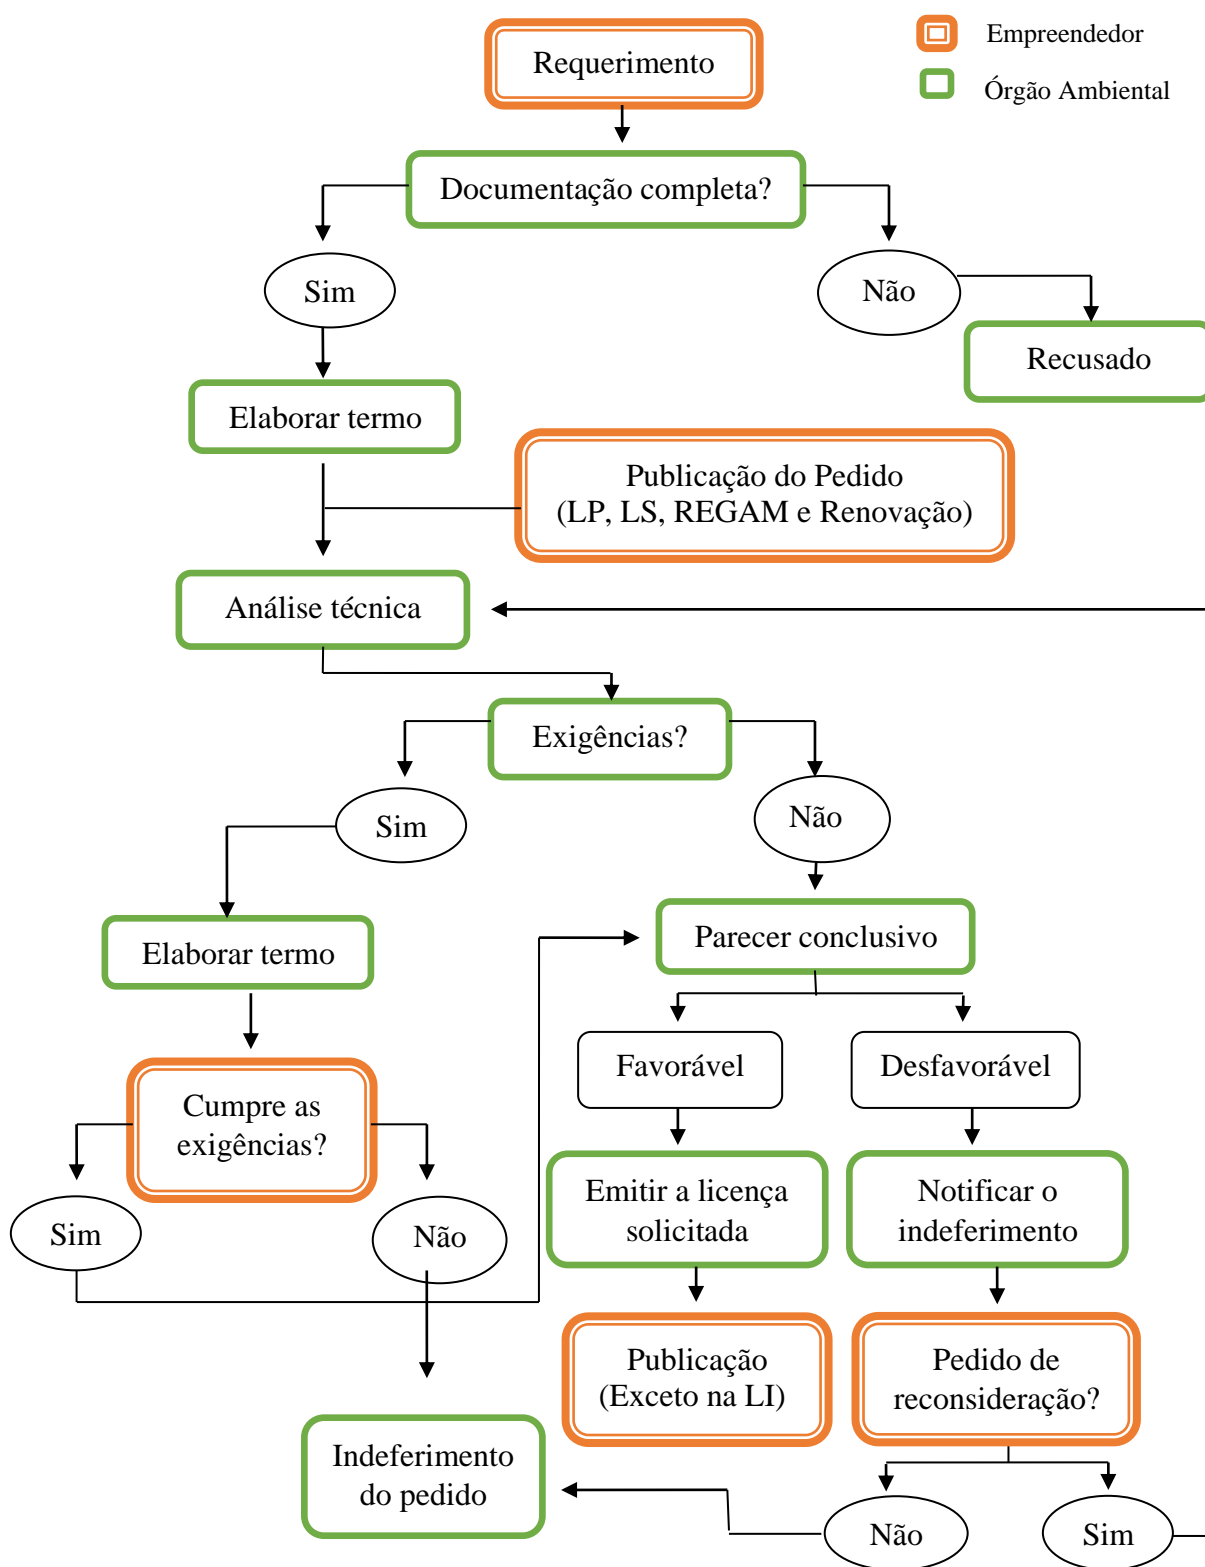 Requerimento
Empreendedor
Órgão Ambiental
Documentação completa?
Sim
Não
Recusado
Elaborar termo
Publicação do Pedido
(LP, LS, REGAM e Renovação)
Análise técnica
Exigências?
Sim
Não
Elaborar termo
Parecer conclusivo
Favorável
Desfavorável
Cumpre as
exigências?
Emitir a licença
solicitada
Notificar o
indeferimento
Sim
Não
Publicação
(Exceto na LI)
Pedido de
reconsideração?
Indeferimento
do pedido
Não
Sim